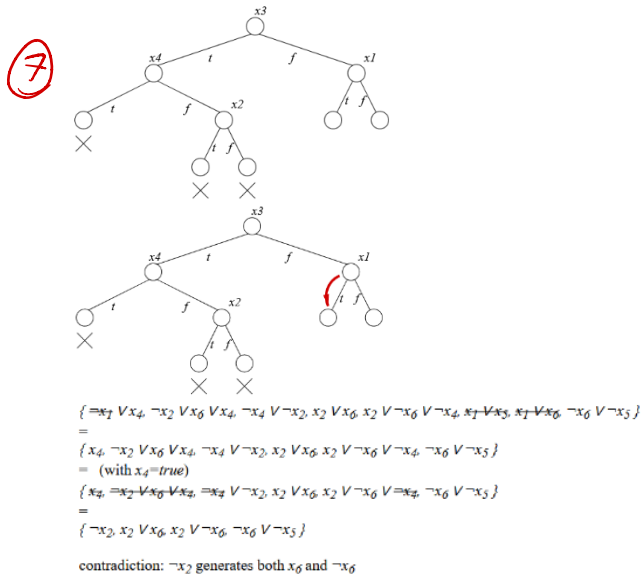 7
x3
x4 t f x1
t f x2 t f
t f
x3
x4 t f x1
t f x2 t f
t f
{ ¬x1 ∨ x4, ¬x2 ∨ x6 ∨ x4, ¬x4 ∨ ¬x2, x2 ∨ x6, x2 ∨ ¬x6 ∨ ¬x4, x1 ∨ x3, x1 ∨ x6, ¬x6 ∨ ¬x5 }
=
{ x4, ¬x2 ∨ x6 ∨ x4, ¬x4 ∨ ¬x2, x2 ∨ x6, x2 ∨ ¬x6 ∨ ¬x4, ¬x6 ∨ ¬x5 }
= (with x4=true)
{ x4, ¬x2 ∨ x6 ∨ x4, ¬x4 ∨ ¬x2, x2 ∨ x6, x2 ∨ ¬x6 ∨ ¬x4, ¬x6 ∨ ¬x5 }
=
{ ¬x2, x2 ∨ x6, x2 ∨ ¬x6, ¬x6 ∨ ¬x5 }
contradiction: ¬x2 generates both x6 and ¬x6